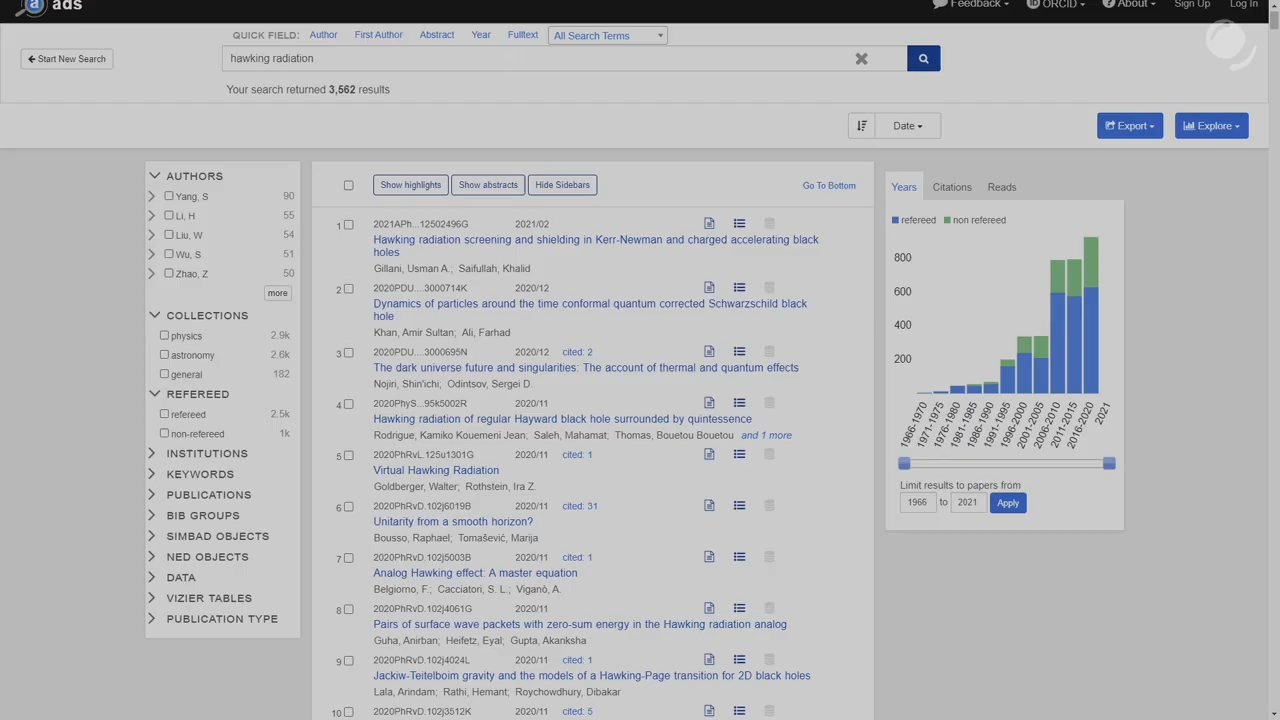 a ads
Feedback ORCID About Sign Up Log In
QUICK FIELD: Author First Author Abstract Year Fulltext All Search Terms
Start New Search
hawking radiation
Your search returned 3,562 results
Date
Export
Explore
AUTHORS
Yang, S 90
Li, H 55
Liu, W 54
Wu, S 51
Zhao, Z 50
more
COLLECTIONS
physics 2.9k
astronomy 2.6k
general 182
REFEREED
refereed 2.5k
non-refereed 1k
INSTITUTIONS
KEYWORDS
PUBLICATIONS
BIB GROUPS
SIMBAD OBJECTS
NED OBJECTS
DATA
VIZIER TABLES
PUBLICATION TYPE
Show highlights Show abstracts Hide Sidebars Go To Bottom
1 2021APh...12502496G 2021/02
Hawking radiation screening and shielding in Kerr-Newman and charged accelerating black
holes
Gillani, Usman A.; Saifullah, Khalid
2 2020PDU....3000714K 2020/12
Dynamics of particles around the time conformal quantum corrected Schwarzschild black
hole
Khan, Amir Sultan; Ali, Farhad
3 2020PDU....3000695N 2020/12 cited: 2
The dark universe future and singularities: The account of thermal and quantum effects
Nojiri, Shin'ichi; Odintsov, Sergei D.
4 2020PhyS...95k5002R 2020/11
Hawking radiation of regular Hayward black hole surrounded by quintessence
Rodrigue, Kamiko Kouemeni Jean; Saleh, Mahamat; Thomas, Bouetou Bouetou and 1 more
5 2020PhRvL.125u1301G 2020/11 cited: 1
Virtual Hawking Radiation
Goldberger, Walter; Rothstein, Ira Z.
6 2020PhRvD.102j6019B 2020/11 cited: 31
Unitarity from a smooth horizon?
Bousso, Raphael; Tomašević, Marija
7 2020PhRvD.102j5003B 2020/11 cited: 1
Analog Hawking effect: A master equation
Belgiorno, F.; Cacciatori, S. L.; Viganò, A.
8 2020PhRvD.102j4061G 2020/11
Pairs of surface wave packets with zero-sum energy in the Hawking radiation analog
Guha, Anirban; Heifetz, Eyal; Gupta, Akanksha
9 2020PhRvD.102j4024L 2020/11 cited: 1
Jackiw-Teitelboim gravity and the models of a Hawking-Page transition for 2D black holes
Lala, Arindam; Rathi, Hemant; Roychowdhury, Dibakar
10 2020PhRvD.102j3512K 2020/11 cited: 5
Years Citations Reads
refereed non refereed
800
600
400
200
1966-1970
1971-1975
1976-1980
1981-1985
1986-1990
1991-1995
1996-2000
2001-2005
2006-2010
2011-2015
2016-2020
2021
Limit results to papers from
1966 to 2021 Apply